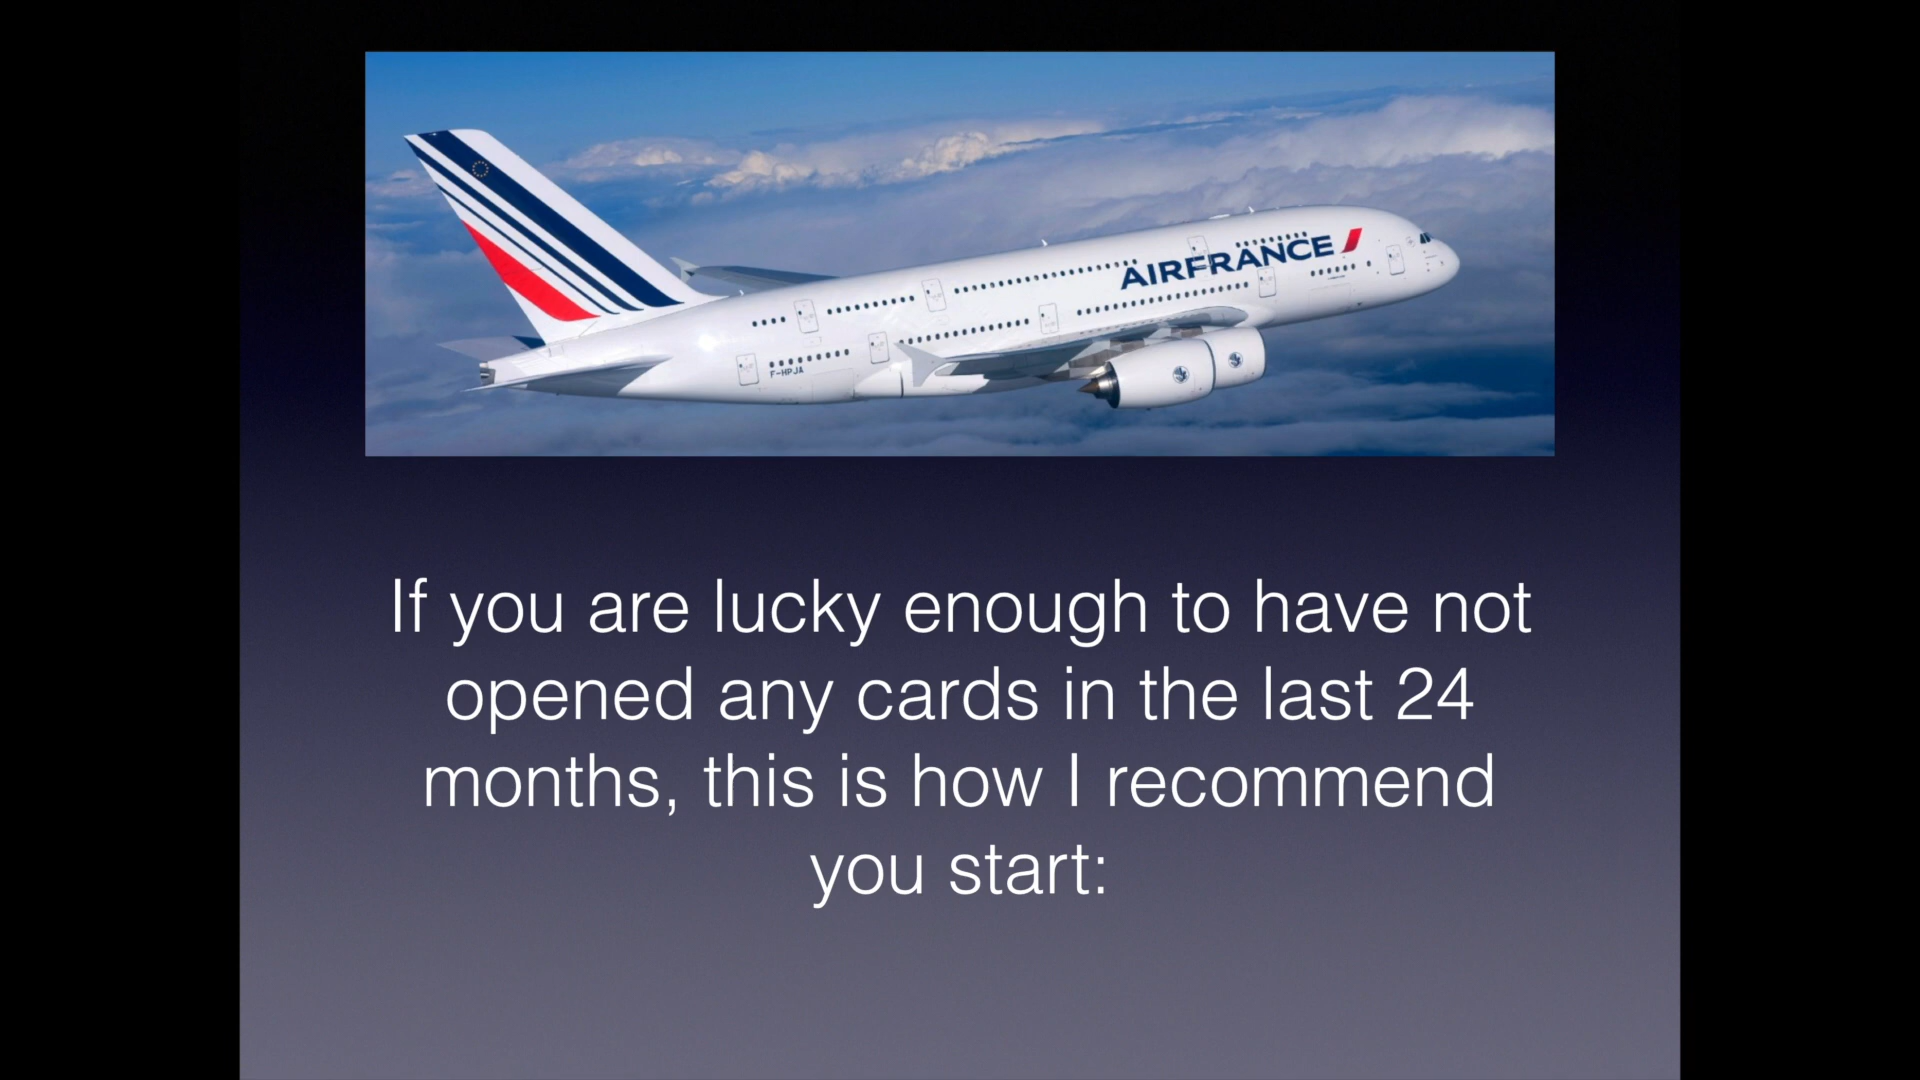 AIRFRANCE
F-HPJA
If you are lucky enough to have not
opened any cards in the last 24
months, this is how I recommend
you start: